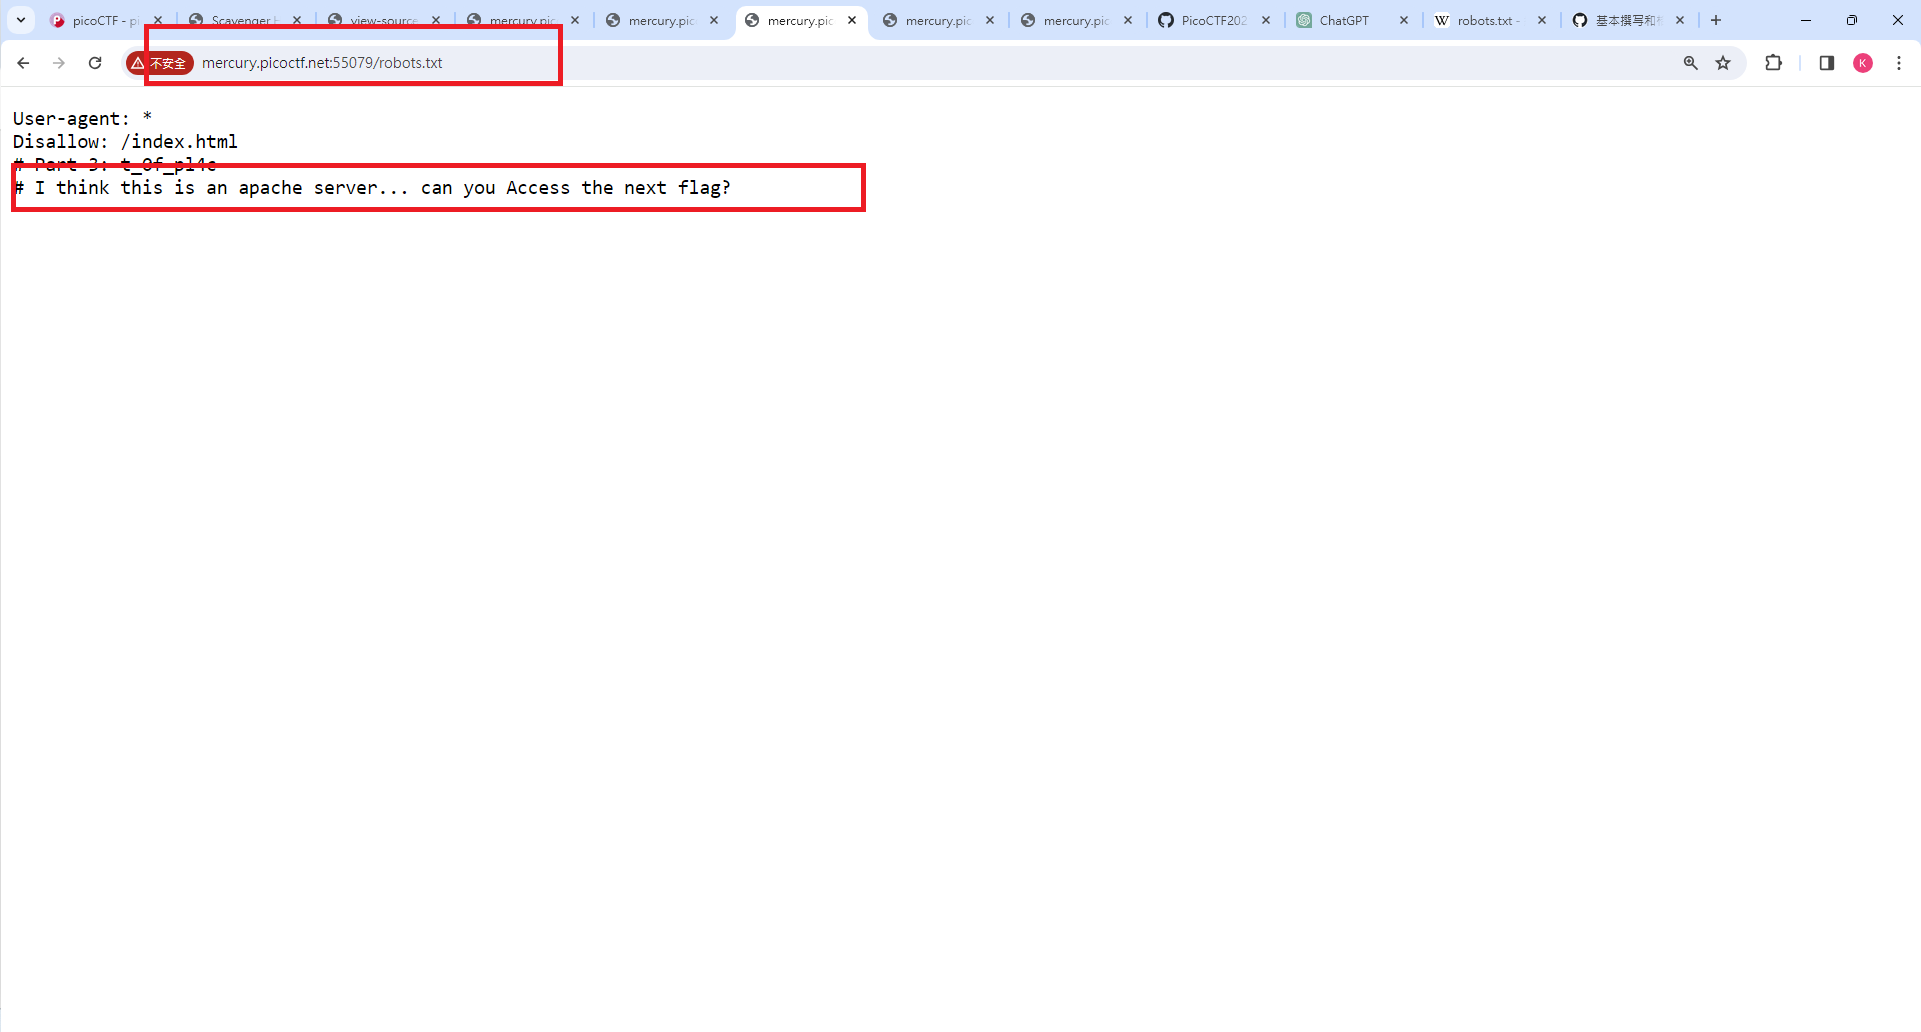 picoCTF - pi
Scavenger H
view-source
mercury.pic
mercury.pic
mercury.pic
mercury.pic
mercury.pic
PicoCTF202
ChatGPT
robots.txt -
基本撰写和
不安全
mercury.picoctf.net:55079/robots.txt
K
User-agent: *
Disallow: /index.html
# Part 3: t_0f_pl4c
# I think this is an apache server... can you Access the next flag?